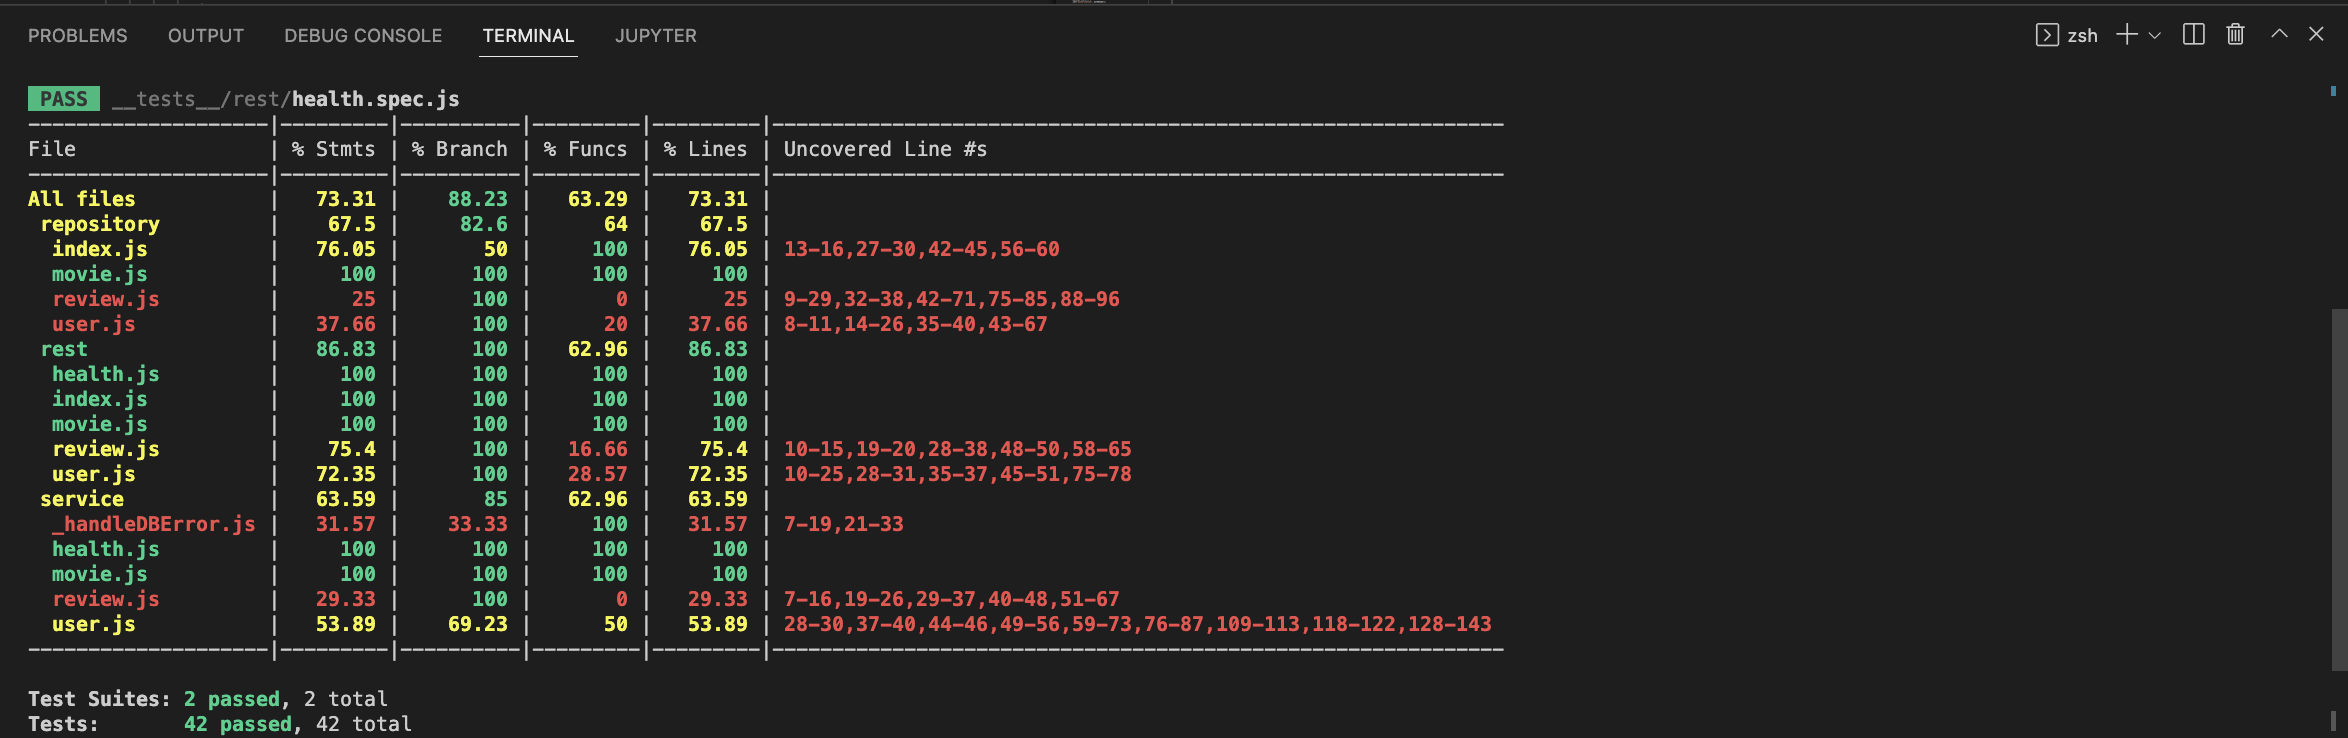 PROBLEMS OUTPUT DEBUG CONSOLE TERMINAL JUPYTER zsh
PASS __tests__/rest/health.spec.js
--------------------|---------|----------|---------|---------|-------------------------------------------------------------
File | % Stmts | % Branch | % Funcs | % Lines | Uncovered Line #s
--------------------|---------|----------|---------|---------|-------------------------------------------------------------
All files | 73.31 | 88.23 | 63.29 | 73.31 |
repository | 67.5 | 82.6 | 64 | 67.5 |
index.js | 76.05 | 50 | 100 | 76.05 | 13-16,27-30,42-45,56-60
movie.js | 100 | 100 | 100 | 100 |
review.js | 25 | 100 | 0 | 25 | 9-29,32-38,42-71,75-85,88-96
user.js | 37.66 | 100 | 20 | 37.66 | 8-11,14-26,35-40,43-67
rest | 86.83 | 100 | 62.96 | 86.83 |
health.js | 100 | 100 | 100 | 100 |
index.js | 100 | 100 | 100 | 100 |
movie.js | 100 | 100 | 100 | 100 |
review.js | 75.4 | 100 | 16.66 | 75.4 | 10-15,19-20,28-38,48-50,58-65
user.js | 72.35 | 100 | 28.57 | 72.35 | 10-25,28-31,35-37,45-51,75-78
service | 63.59 | 85 | 62.96 | 63.59 |
_handleDBError.js | 31.57 | 33.33 | 100 | 31.57 | 7-19,21-33
health.js | 100 | 100 | 100 | 100 |
movie.js | 100 | 100 | 100 | 100 |
review.js | 29.33 | 100 | 0 | 29.33 | 7-16,19-26,29-37,40-48,51-67
user.js | 53.89 | 69.23 | 50 | 53.89 | 28-30,37-40,44-46,49-56,59-73,76-87,109-113,118-122,128-143
--------------------|---------|----------|---------|---------|-------------------------------------------------------------
Test Suites: 2 passed, 2 total
Tests: 42 passed, 42 total